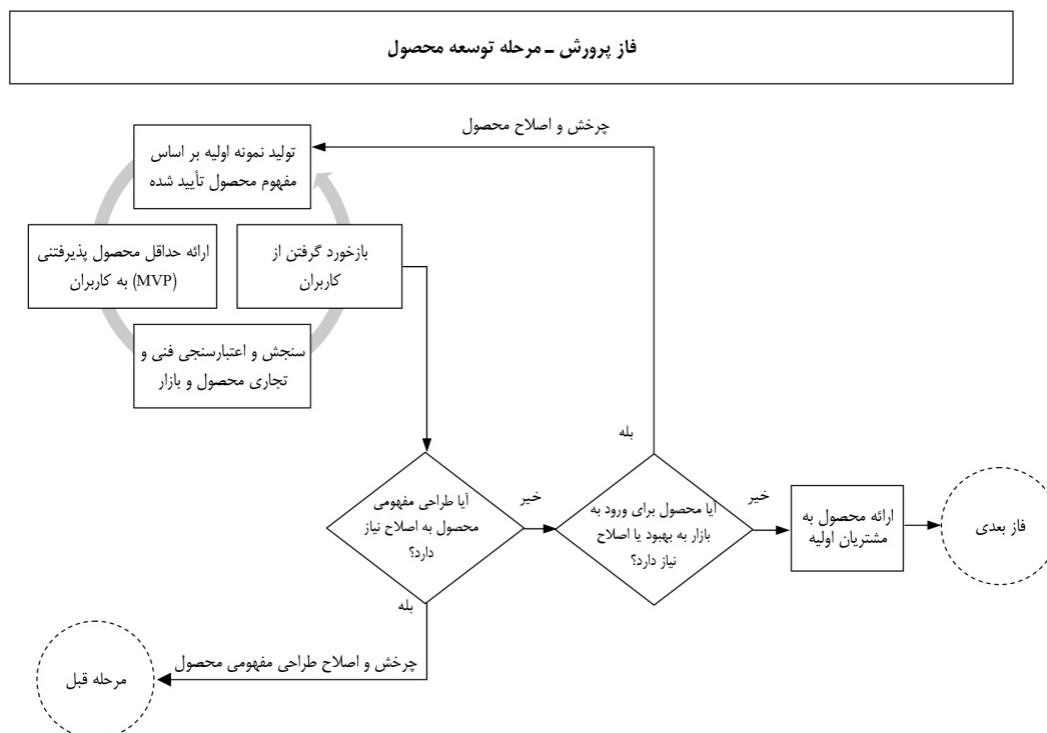 فاز پرورش ـ مرحله توسعه محصول
چرخش و اصلاح محصول
تولید نمونه اولیه بر اساس
مفهوم محصول تأیید شده
ارائه حداقل محصول پذیرفتنی
(MVP) به کاربران
بازخورد گرفتن از
کاربران
سنجش و اعتبارسنجی فنی و
تجاری محصول و بازار
بله
آیا طراحی مفهومی
محصول به اصلاح نیاز
دارد؟
خیر
آیا محصول برای ورود به
بازار به بهبود یا اصلاح
نیاز دارد؟
خیر
ارائه محصول به
مشتریان اولیه
فاز بعدی
بله
چرخش و اصلاح طراحی مفهومی محصول
مرحله قبل